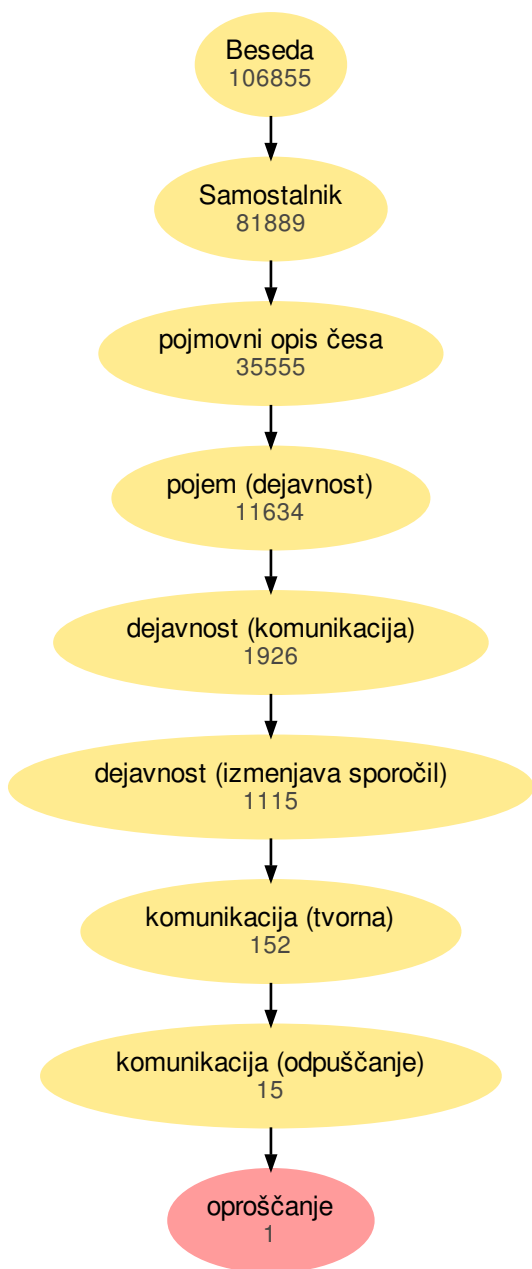 Beseda
106855
Samostalnik
81889
pojmovni opis česa
35555
pojem (dejavnost)
11634
dejavnost (komunikacija)
1926
dejavnost (izmenjava sporočil)
1115
komunikacija (tvorna)
152
komunikacija (odpuščanje)
15
oproščanje
1